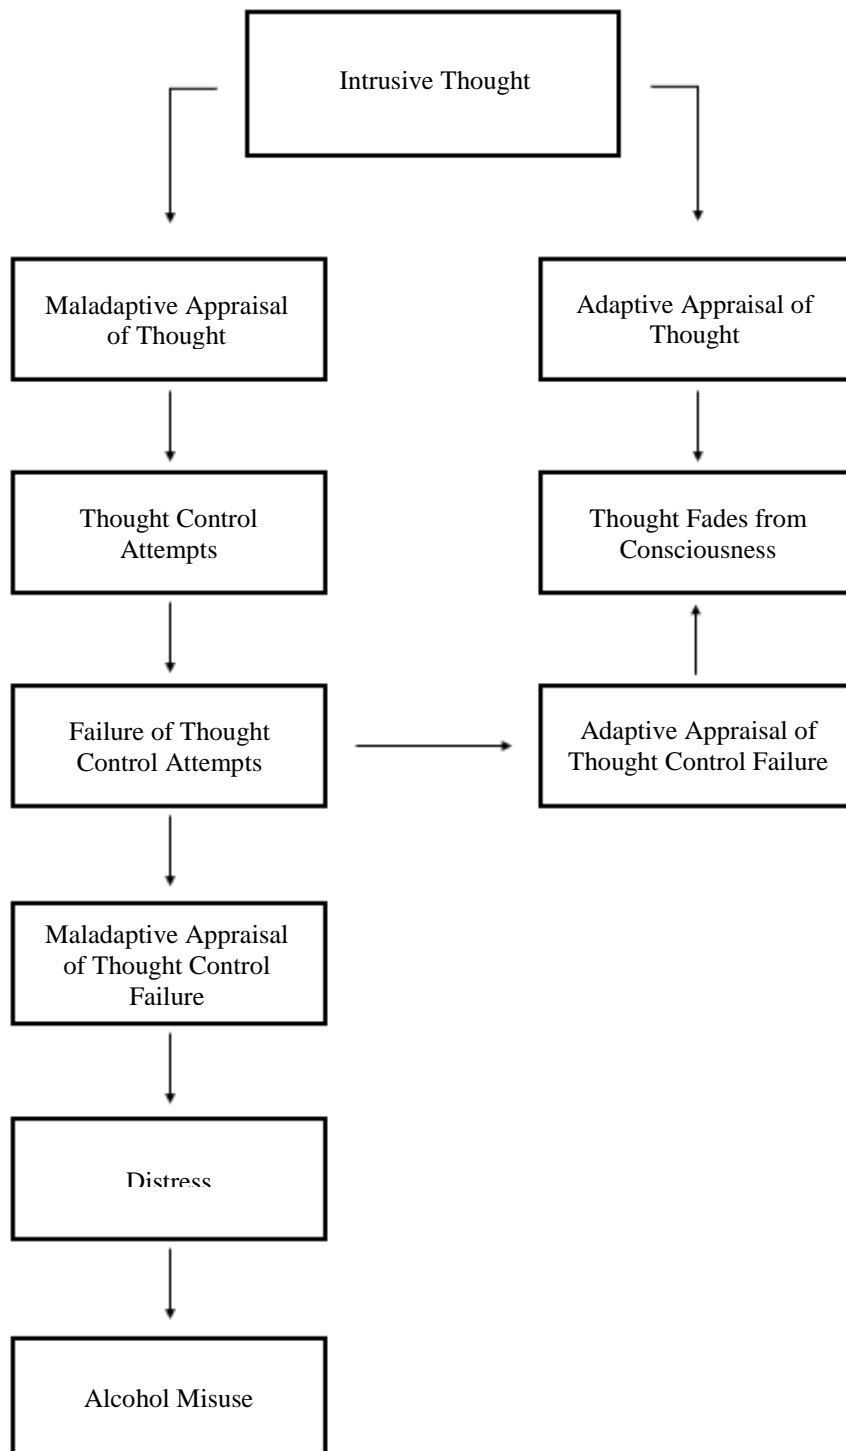 Intrusive Thought
Maladaptive Appraisal
of Thought
Adaptive Appraisal of
Thought
Thought Control
Attempts
Thought Fades from
Consciousness
Failure of Thought
Control Attempts
Adaptive Appraisal of
Thought Control Failure
Maladaptive Appraisal
of Thought Control
Failure
Distress
Alcohol Misuse